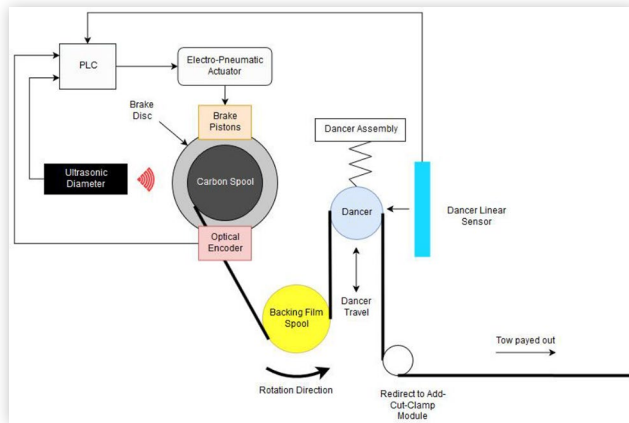 PLC
Electro-Pneumatic
Actuator
Brake
Disc
Brake
Pistons
Dancer Assembly
Ultrasonic
Diameter
Carbon Spool
Dancer
Dancer Linear
Sensor
Optical
Encoder
Backing Film
Spool
Dancer
Travel
Tow payed out
Rotation Direction
Redirect to Add-
Cut-Clamp
Module